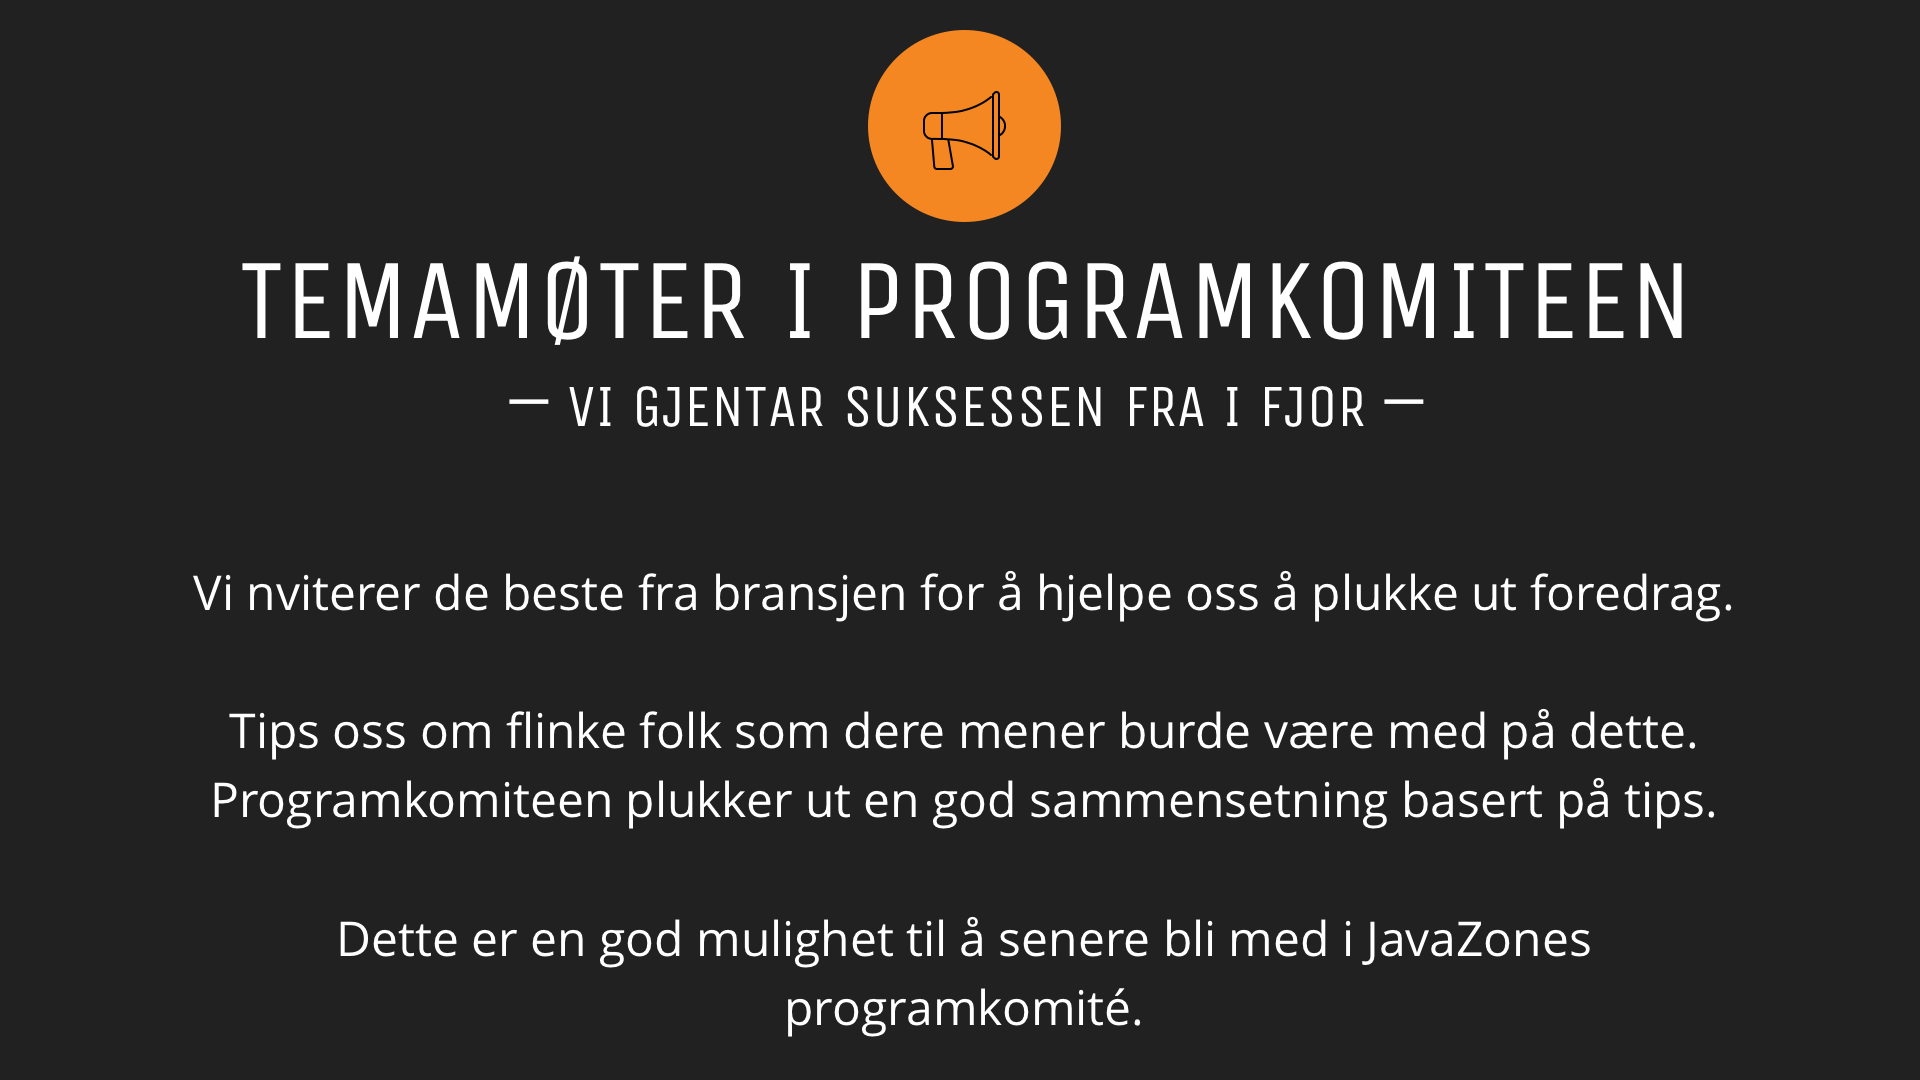 TEMAMØTER I PROGRAMKOMITEEN
— VI GJENTAR SUKSESSEN FRA I FJOR —
Vi nviterer de beste fra bransjen for å hjelpe oss å plukke ut foredrag.
Tips oss om flinke folk som dere mener burde være med på dette.
Programkomiteen plukker ut en god sammensetning basert på tips.
Dette er en god mulighet til å senere bli med i JavaZones
programkomité.